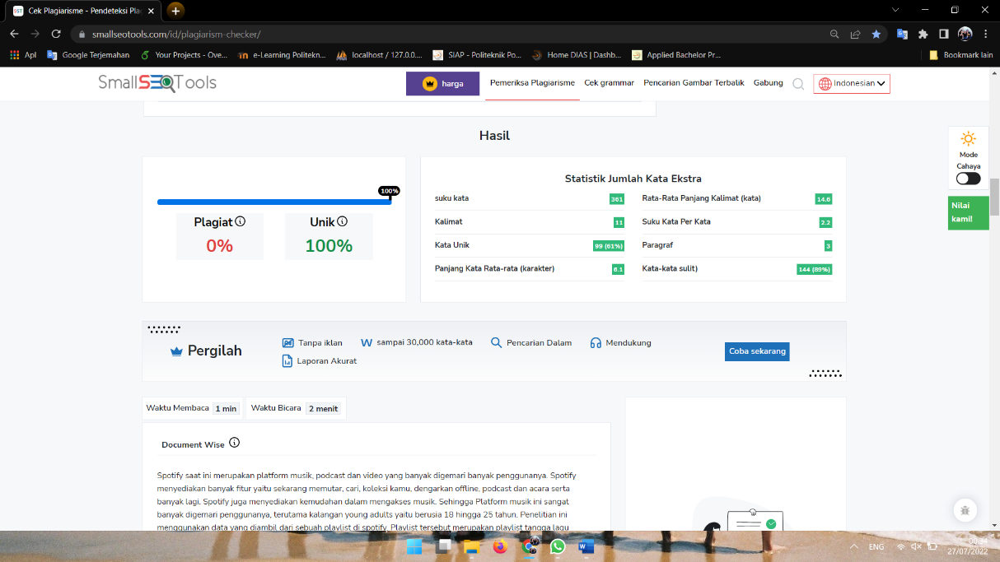 SST Cek Plagiarisme - Pendeteksi Pla
smallseotools.com/id/plagiarism-checker/
Apl Google Terjemahan Your Projects - Ove... e-Learning Politekn... localhost / 127.0.0.... SIAP - Politeknik Po... Home DIAS | Dashb... Applied Bachelor Pr... Bookmark lain
SmallSEOTools
harga
Pemeriksa Plagiarisme Cek grammar Pencarian Gambar Terbalik Gabung
Indonesian
Hasil
Mode
Cahaya
Nilai
kami!
100%
Plagiat Unik
0% 100%
Statistik Jumlah Kata Ekstra
suku kata 361 Rata-Rata Panjang Kalimat (kata) 14.6
Kalimat 11 Suku Kata Per Kata 2.2
Kata Unik 99 (61%) Paragraf 3
Panjang Kata Rata-rata (karakter) 6.1 Kata-kata sulit) 144 (89%)
Pergilah
Tanpa iklan W sampai 30,000 kata-kata Pencarian Dalam Mendukung
Laporan Akurat
Coba sekarang
Waktu Membaca 1 min Waktu Bicara 2 menit
Document Wise
Spotify saat ini merupakan platform musik, podcast dan video yang banyak digemari banyak penggunanya. Spotify
menyediakan banyak fitur yaitu sekarang memutar, cari, koleksi kamu, dengarkan offline, podcast dan acara serta
banyak lagi. Spotify juga menyediakan kemudahan dalam mengakses musik. Sehingga Platform musik ini sangat
banyak digemari penggunanya, terutama kalangan young adults yaitu berusia 18 hingga 25 tahun. Penelitian ini
menggunakan data yang diambil dari sebuah playlist di spotify. Playlist tersebut merupakan playlist tangga lagu
ENG
00:34
27/07/2022